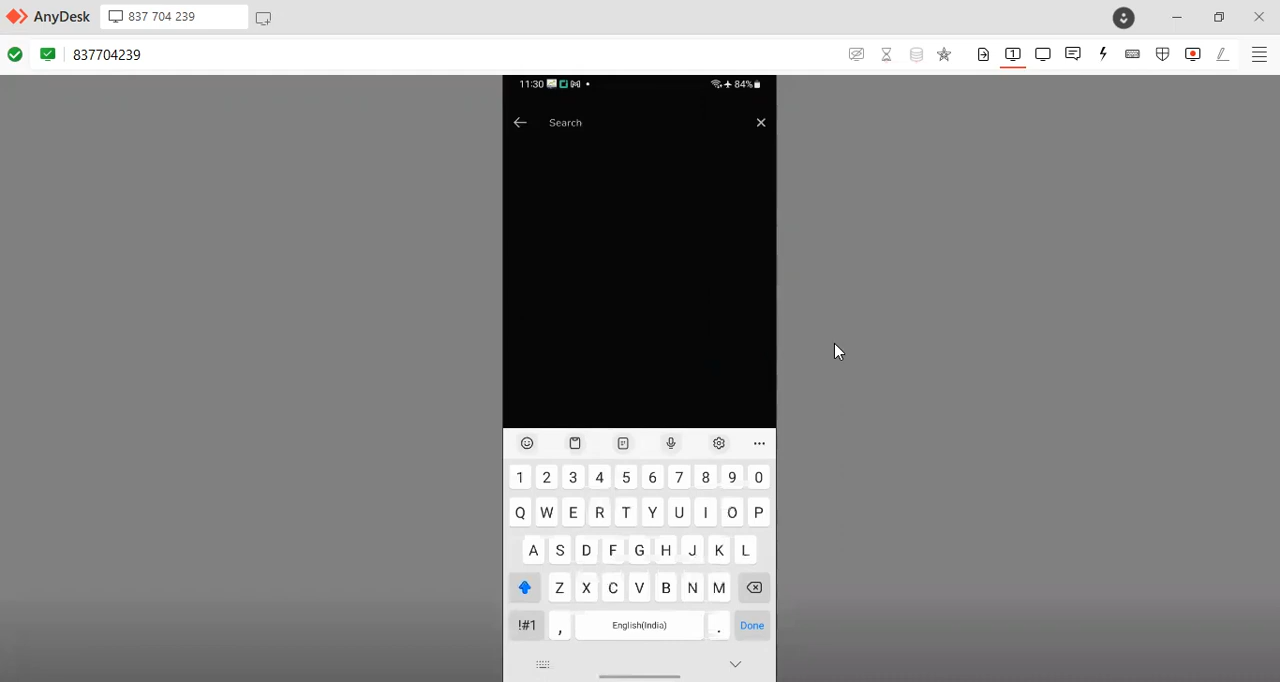 AnyDesk 837 704 239
837704239
1
11:30 84%
Search
1 2 3 4 5 6 7 8 9 0
Q W E R T Y U I O P
A S D F G H J K L
Z X C V B N M
!#1 , English(India) . Done